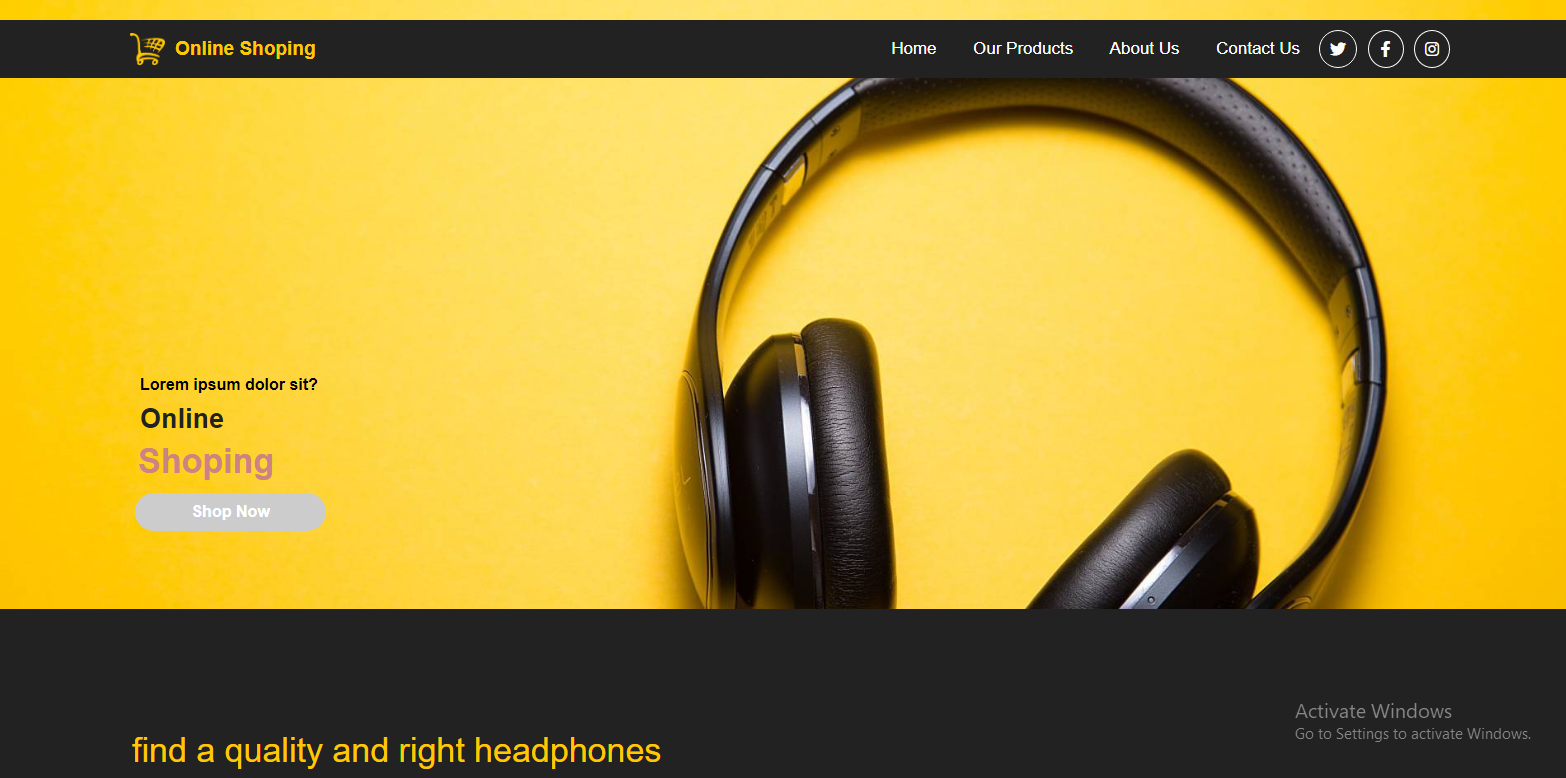 Online Shoping
Home Our Products About Us Contact Us
Lorem ipsum dolor sit?
Online
Shoping
Shop Now
find a quality and right headphones
Activate Windows
Go to Settings to activate Windows.